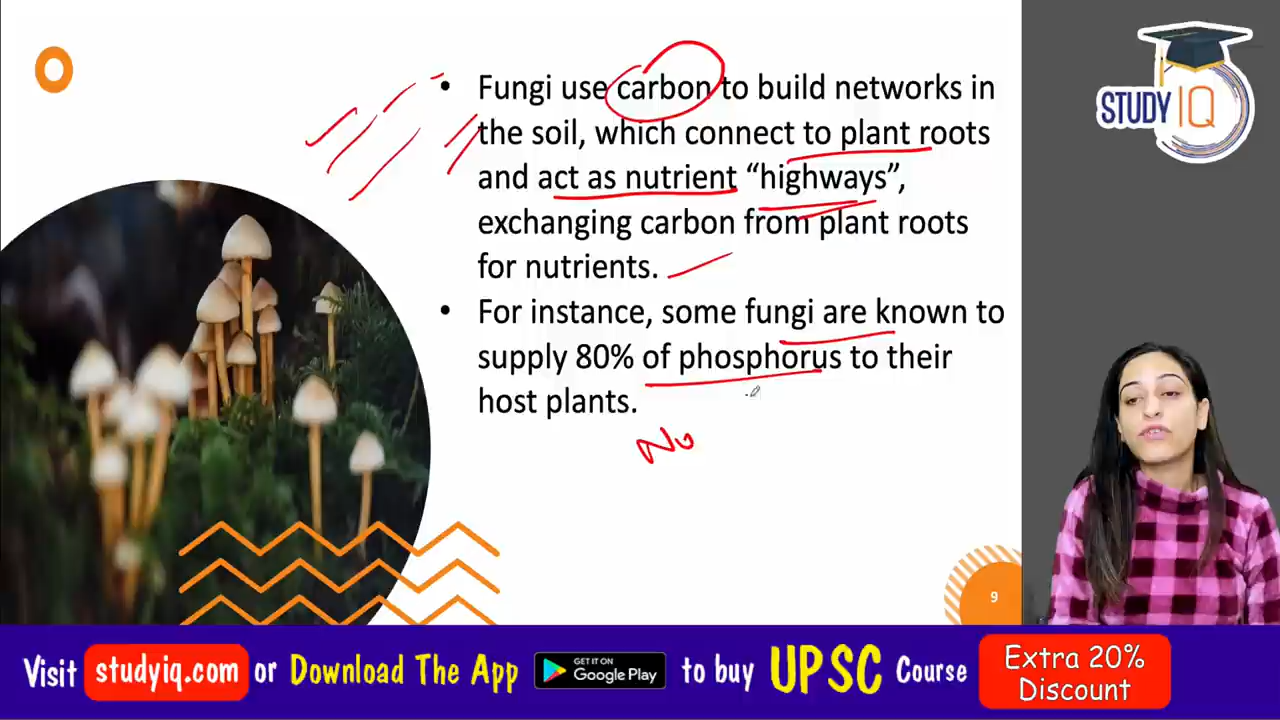 • Fungi use carbon to build networks in
the soil, which connect to plant roots
and act as nutrient “highways”,
exchanging carbon from plant roots
for nutrients.
• For instance, some fungi are known to
supply 80% of phosphorus to their
host plants.
No
STUDY IQ
9
Visit studyiq.com or Download The App GET IT ON Google Play to buy UPSC Course Extra 20% Discount